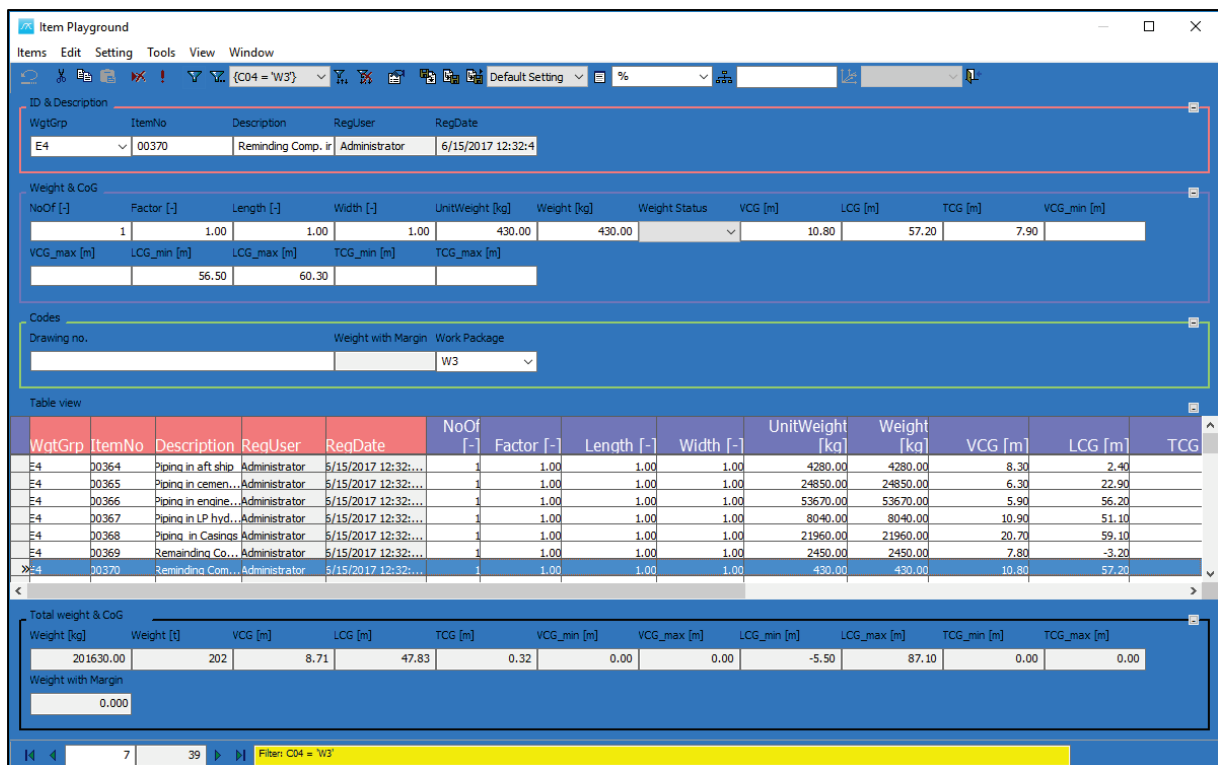 Item Playground
Items Edit Setting Tools View Window
{C04 = 'W3'} Default Setting %
ID & Description
WgtGrp ItemNo Description RegUser RegDate
E4 00370 Reminding Comp. ir Administrator 6/15/2017 12:32:4
Weight & CoG
NoOf [-] Factor [-] Length [-] Width [-] UnitWeight [kg] Weight [kg] Weight Status VCG [m] LCG [m] TCG [m] VCG_min [m]
1 1.00 1.00 1.00 430.00 430.00 10.80 57.20 7.90
VCG_max [m] LCG_min [m] LCG_max [m] TCG_min [m] TCG_max [m]
56.50 60.30
Codes
Drawing no. Weight with Margin Work Package
W3
Table view
WgtGrp ItemNo Description RegUser RegDate NoOf [-] Factor [-] Length [-] Width [-] UnitWeight [kg] Weight [kg] VCG [m] LCG [m] TCG
E4 00364 Piping in aft ship Administrator 6/15/2017 12:32:... 1 1.00 1.00 1.00 4280.00 4280.00 8.30 2.40
E4 00365 Piping in cemen... Administrator 6/15/2017 12:32:... 1 1.00 1.00 1.00 24850.00 24850.00 6.30 22.90
E4 00366 Piping in engine... Administrator 6/15/2017 12:32:... 1 1.00 1.00 1.00 53670.00 53670.00 5.90 56.20
E4 00367 Piping in LP hyd... Administrator 6/15/2017 12:32:... 1 1.00 1.00 1.00 8040.00 8040.00 10.90 51.10
E4 00368 Piping in Casings Administrator 6/15/2017 12:32:... 1 1.00 1.00 1.00 21960.00 21960.00 20.70 59.10
E4 00369 Remainding Co... Administrator 6/15/2017 12:32:... 1 1.00 1.00 1.00 2450.00 2450.00 7.80 -3.20
»E4 00370 Reminding Com... Administrator 6/15/2017 12:32:... 1 1.00 1.00 1.00 430.00 430.00 10.80 57.20
Total weight & CoG
Weight [kg] Weight [t] VCG [m] LCG [m] TCG [m] VCG_min [m] VCG_max [m] LCG_min [m] LCG_max [m] TCG_min [m] TCG_max [m]
201630.00 202 8.71 47.83 0.32 0.00 0.00 -5.50 87.10 0.00 0.00
Weight with Margin
0.000
7 39 Filter: C04 = 'W3'